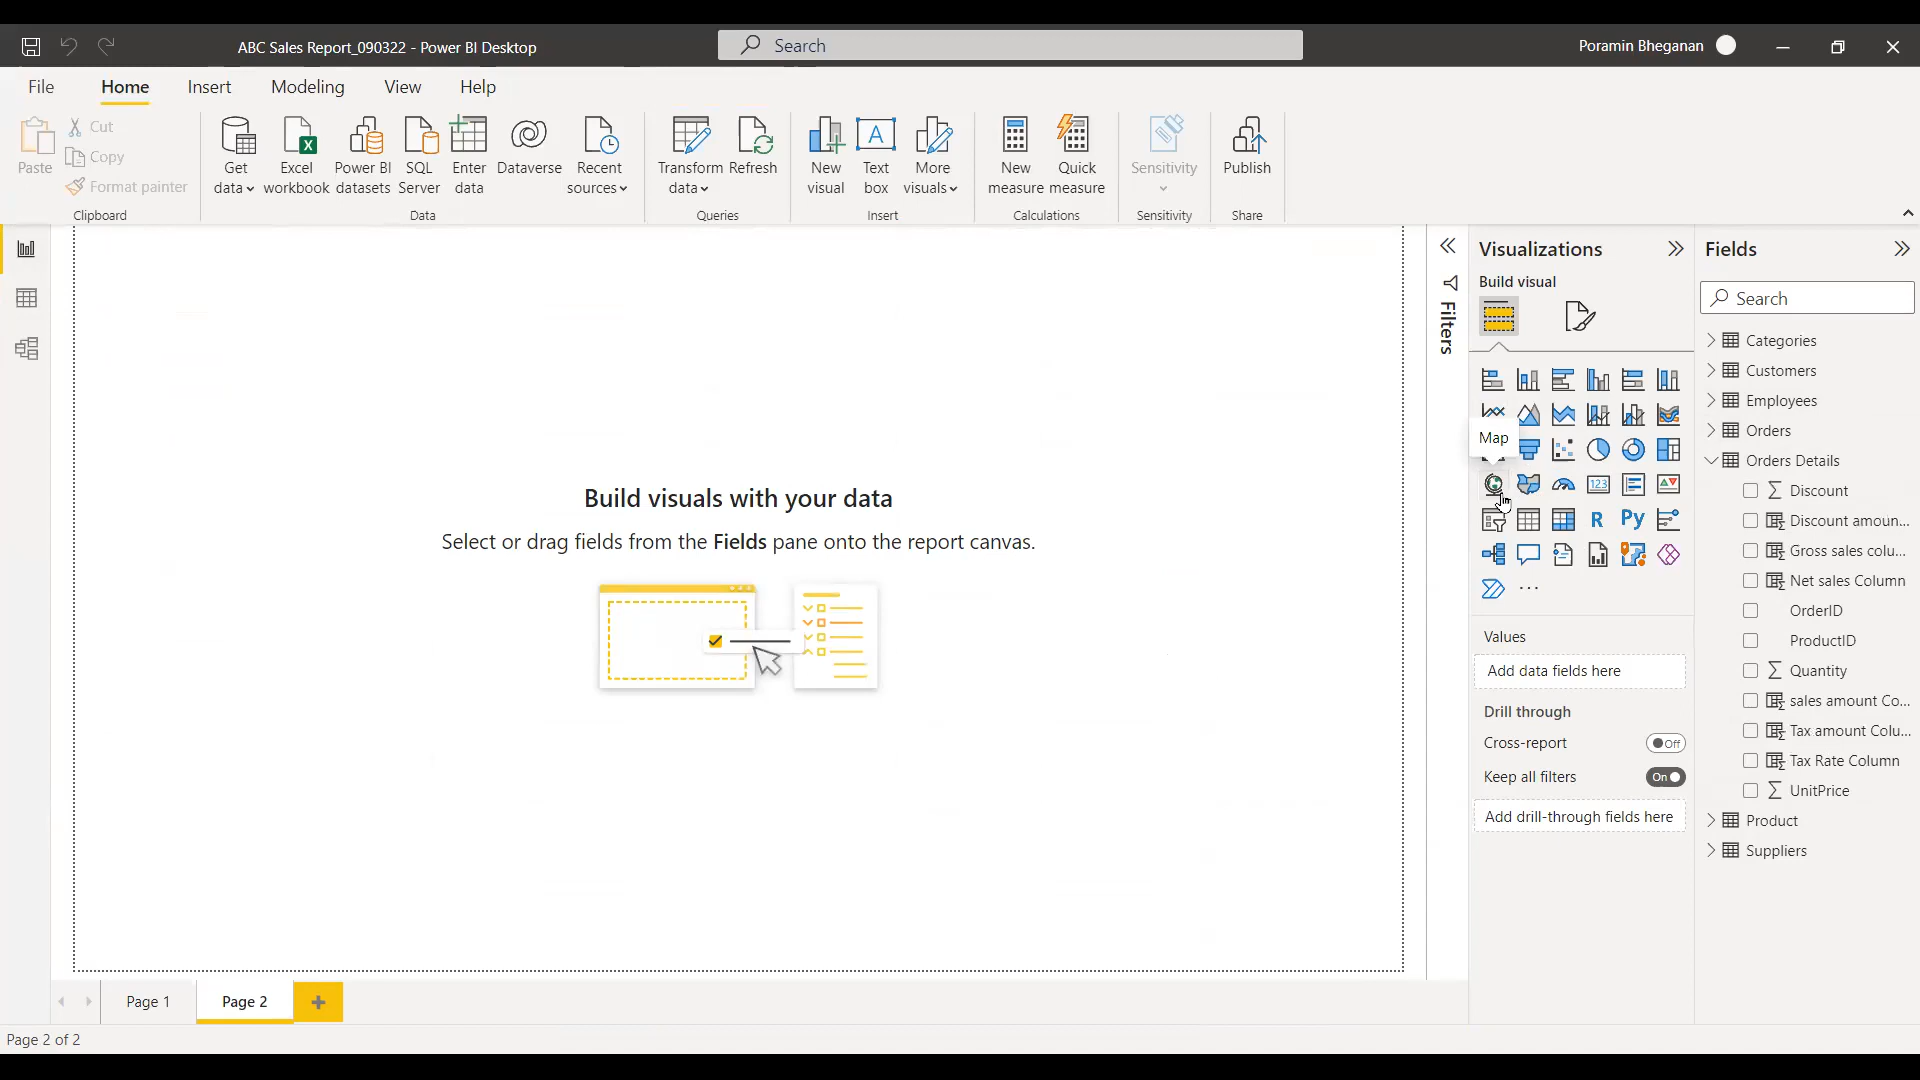 ABC Sales Report_090322 - Power BI Desktop
Search
Poramin Bheganan
File
Home
Insert
Modeling
View
Help
Paste
Cut
Copy
Format painter
Clipboard
Get data
Excel workbook
Power BI datasets
SQL Server
Enter data
Dataverse
Recent sources
Data
Transform data
Refresh
Queries
New visual
Text box
More visuals
Insert
New measure
Quick measure
Calculations
Sensitivity
Sensitivity
Publish
Share
Build visuals with your data
Select or drag fields from the Fields pane onto the report canvas.
Filters
Visualizations
Build visual
Map
123
R
Py
Values
Add data fields here
Drill through
Cross-report
Off
Keep all filters
On
Add drill-through fields here
Fields
Search
Categories
Customers
Employees
Orders
Orders Details
Discount
Discount amoun...
Gross sales colu...
Net sales Column
OrderID
ProductID
Quantity
sales amount Co...
Tax amount Colu...
Tax Rate Column
UnitPrice
Product
Suppliers
Page 1
Page 2
Page 2 of 2